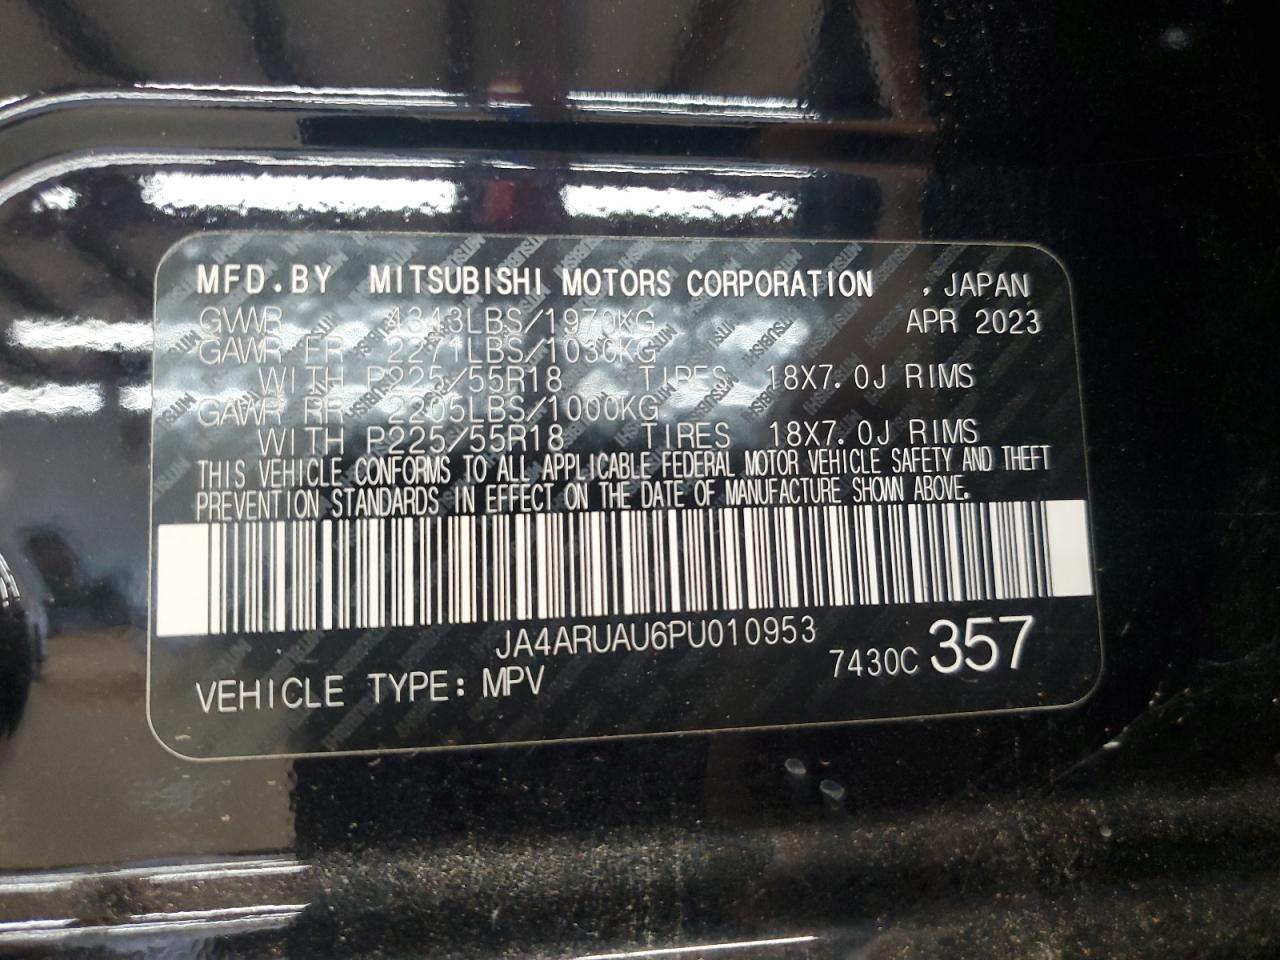 MFD.BY MITSUBISHI MOTORS CORPORATION , JAPAN
GVWR 4343LBS/1970KG APR 2023
GAWR FR 2271LBS/1030KG
WITH P225/55R18 TIRES 18X7.0J RIMS
GAWR RR 2205LBS/1000KG
WITH P225/55R18 TIRES 18X7.0J RIMS
THIS VEHICLE CONFORMS TO ALL APPLICABLE FEDERAL MOTOR VEHICLE SAFETY AND THEFT
PREVENTION STANDARDS IN EFFECT ON THE DATE OF MANUFACTURE SHOWN ABOVE.
JA4ARUAU6PU010953
7430C 357
VEHICLE TYPE: MPV